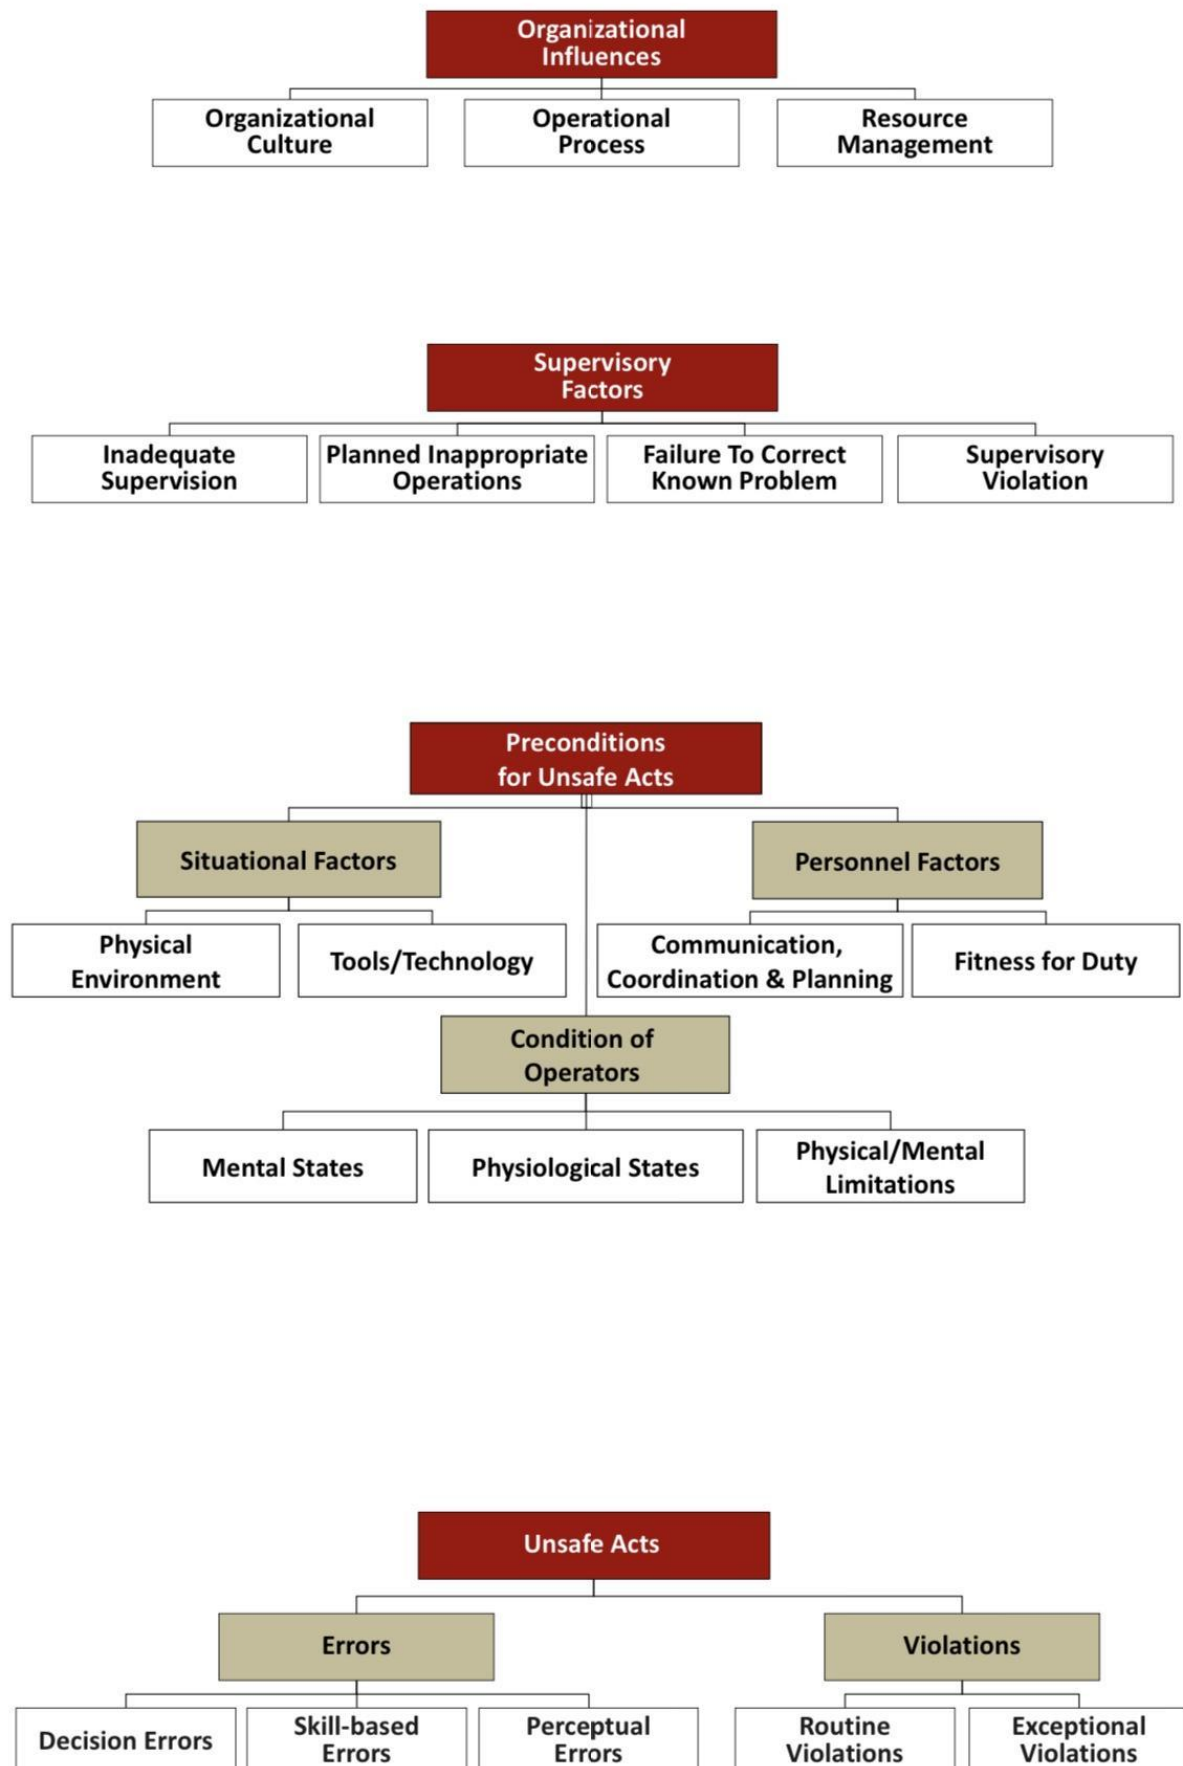 Organizational
Influences
Organizational
Culture
Operational
Process
Resource
Management
Supervisory
Factors
Inadequate
Supervision
Planned Inappropriate
Operations
Failure To Correct
Known Problem
Supervisory
Violation
Preconditions
for Unsafe Acts
Situational Factors
Personnel Factors
Physical
Environment
Tools/Technology
Communication,
Coordination & Planning
Fitness for Duty
Condition of
Operators
Mental States
Physiological States
Physical/Mental
Limitations
Unsafe Acts
Errors
Violations
Decision Errors
Skill-based
Errors
Perceptual
Errors
Routine
Violations
Exceptional
Violations